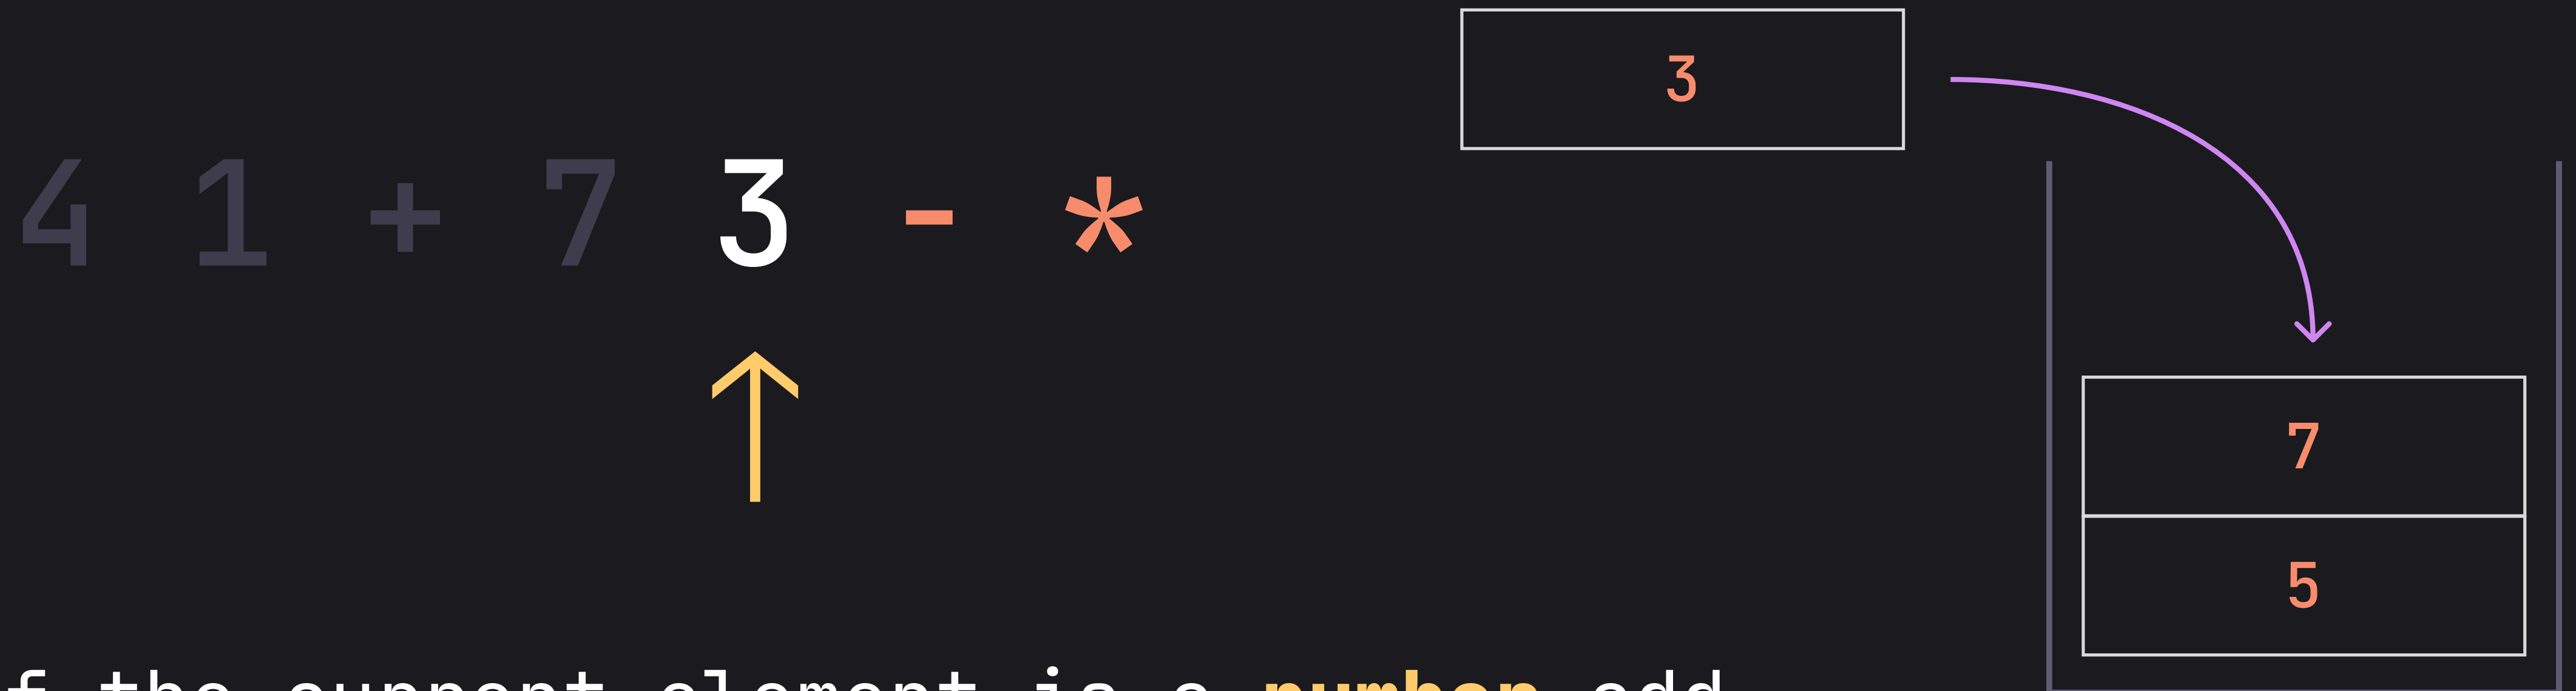 3
4 1 + 7 3 - *
7
5
f the current element is a number add